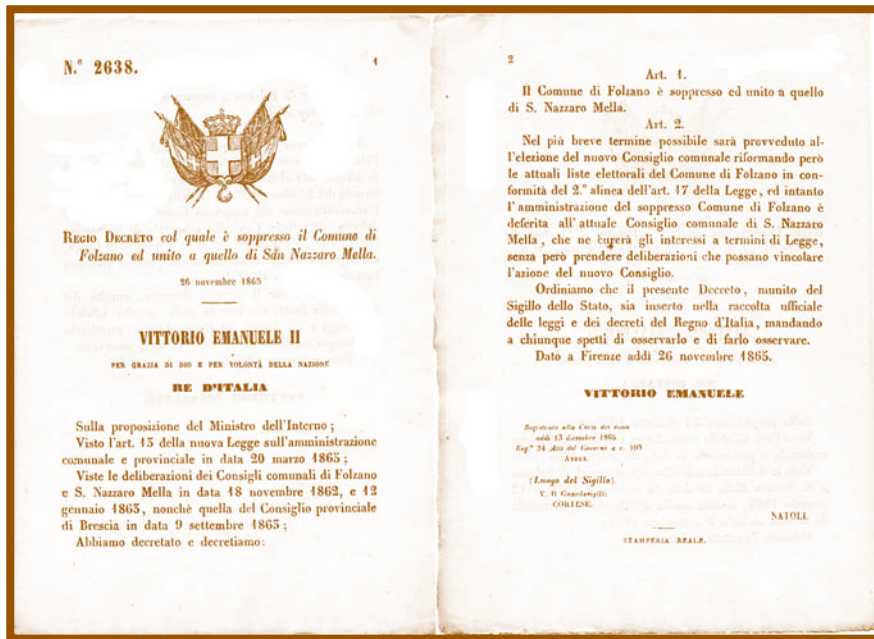 N.º 2638.
1
REGIO DECRETO col quale è soppresso il Comune di
Folzano ed unito a quello di San Nazzaro Mella.
26 novembre 1865
VITTORIO EMANUELE II
PER GRAZIA DI DIO E PER VOLONTÀ DELLA NAZIONE
RE D'ITALIA
Sulla proposizione del Ministro dell'Interno;
Visto l'art. 13 della nuova Legge sull'amministrazione
comunale e provinciale in data 20 marzo 1865;
Viste le deliberazioni dei Consigli comunali di Folzano
e S. Nazzaro Mella in data 18 novembre 1862, e 12
gennaio 1863, nonchè quella del Consiglio provinciale
di Brescia in data 9 settembre 1863;
Abbiamo decretato e decretiamo:
2
Art. 1.
Il Comune di Folzano è soppresso ed unito a quello
di S. Nazzaro Mella.
Art. 2.
Nel più breve termine possibile sarà provveduto al-
l'elezione del nuovo Consiglio comunale riformando però
le attuali liste elettorali del Comune di Folzano in con-
formità del 2.º alinea dell'art. 17 della Legge, ed intanto
l'amministrazione del soppresso Comune di Folzano è
deferita all'attuale Consiglio comunale di S. Nazzaro
Mella, che ne curerà gli interessi a termini di Legge,
senza però prendere deliberazioni che possano vincolare
l'azione del nuovo Consiglio.
Ordiniamo che il presente Decreto, munito del
Sigillo dello Stato, sia inserto nella raccolta ufficiale
delle leggi e dei decreti del Regno d'Italia, mandando
a chiunque spetti di osservarlo e di farlo osservare.
Dato a Firenze addì 26 novembre 1865.
VITTORIO EMANUELE
Registrato alla Corte dei conti
addì 13 dicembre 1865
Reg.º 34 Atti del Governo a c. 105
AYRES.
(Luogo del Sigillo).
V. Il Guardasigilli
CORTESE.
NATOLI.
STAMPERIA REALE.